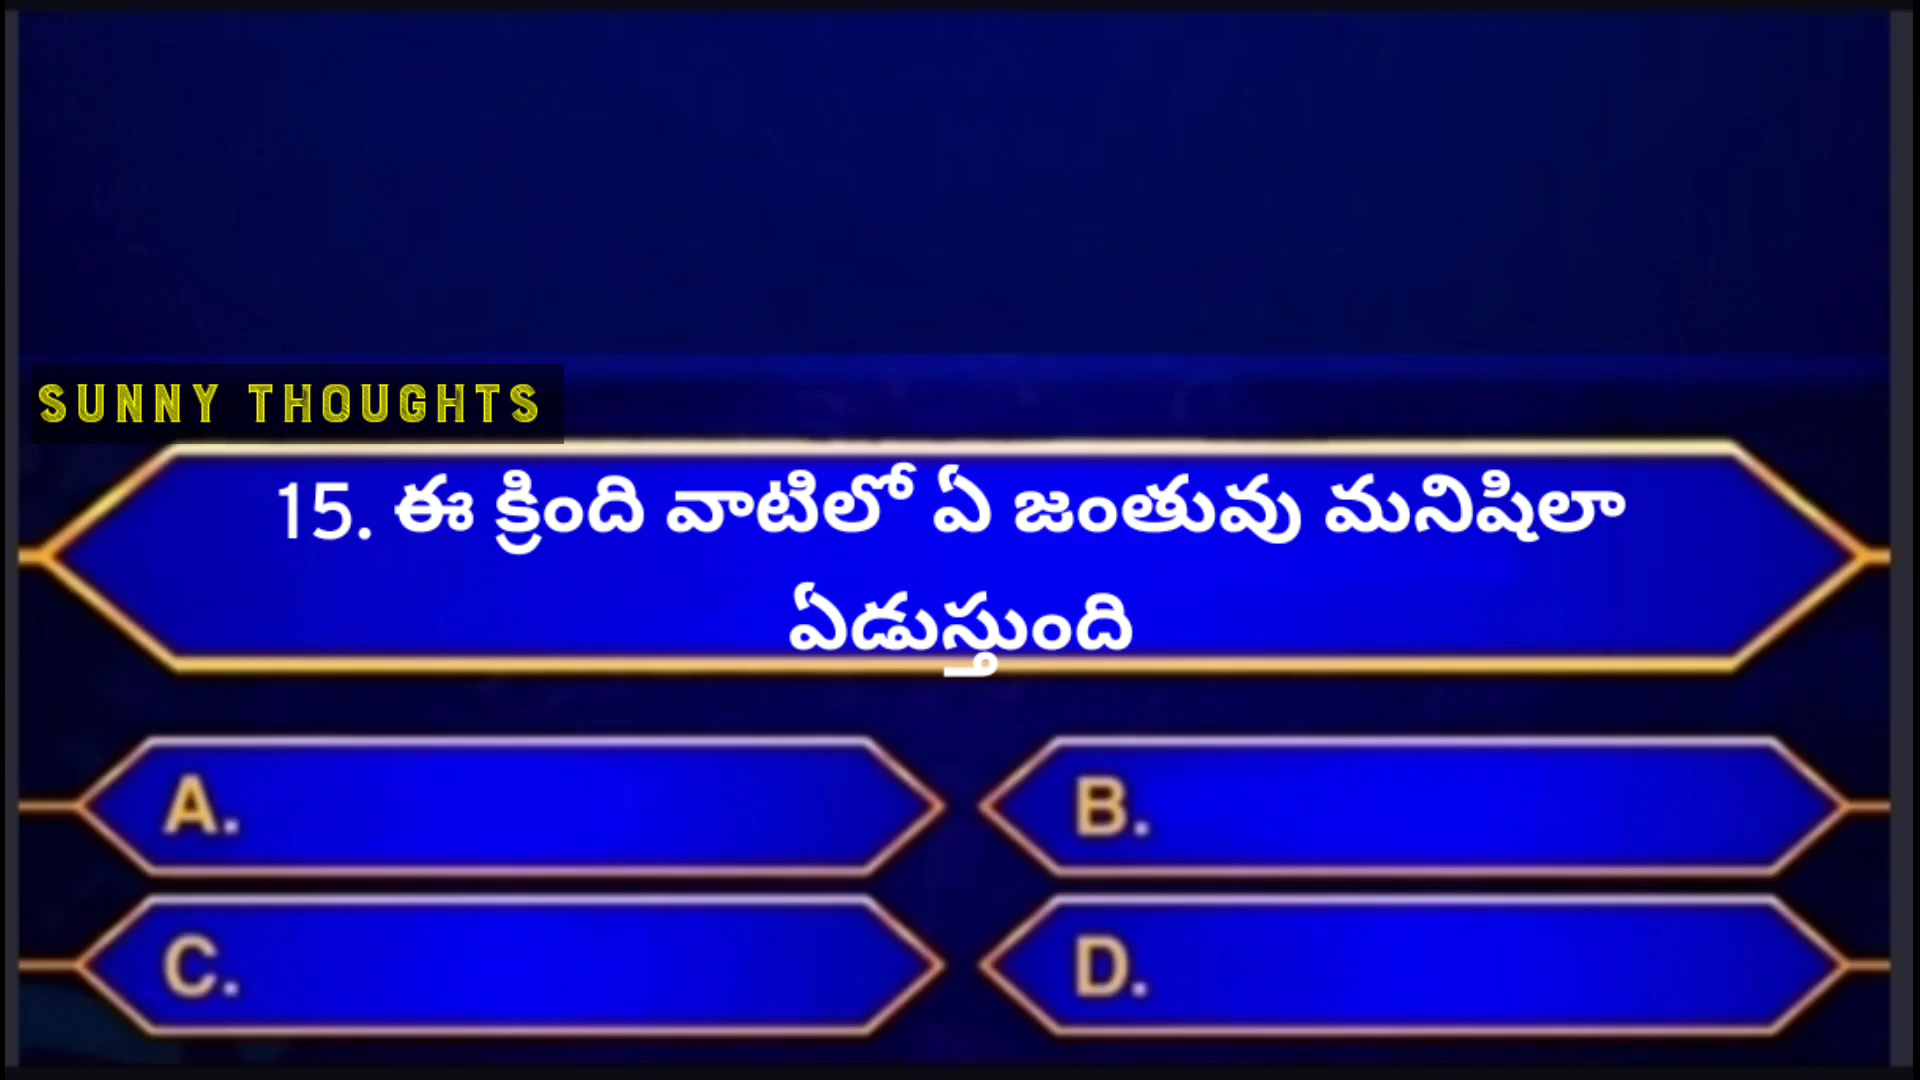 SUNNY THOUGHTS
15. ఈ క్రింది వాటిలో ఏ జంతువు మనిషిలా
ఏడుస్తుంది
A.
B.
C.
D.